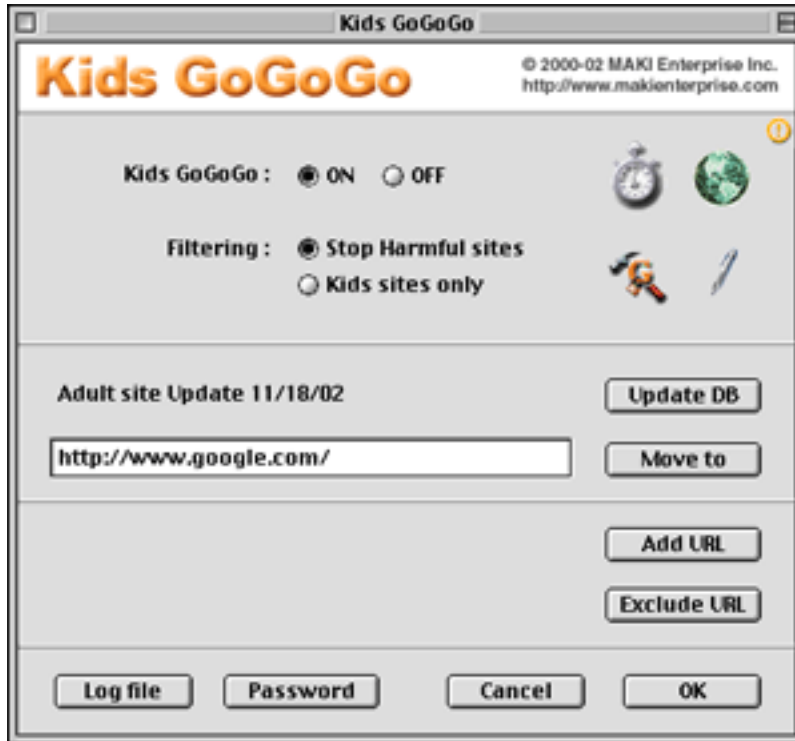 Kids GoGoGo
Kids GoGoGo
© 2000-02 MAKI Enterprise Inc.
http://www.makienterprise.com
Kids GoGoGo : ON OFF
Filtering : Stop Harmful sites
Kids sites only
Adult site Update 11/18/02
Update DB
http://www.google.com/
Move to
Add URL
Exclude URL
Log file Password Cancel OK